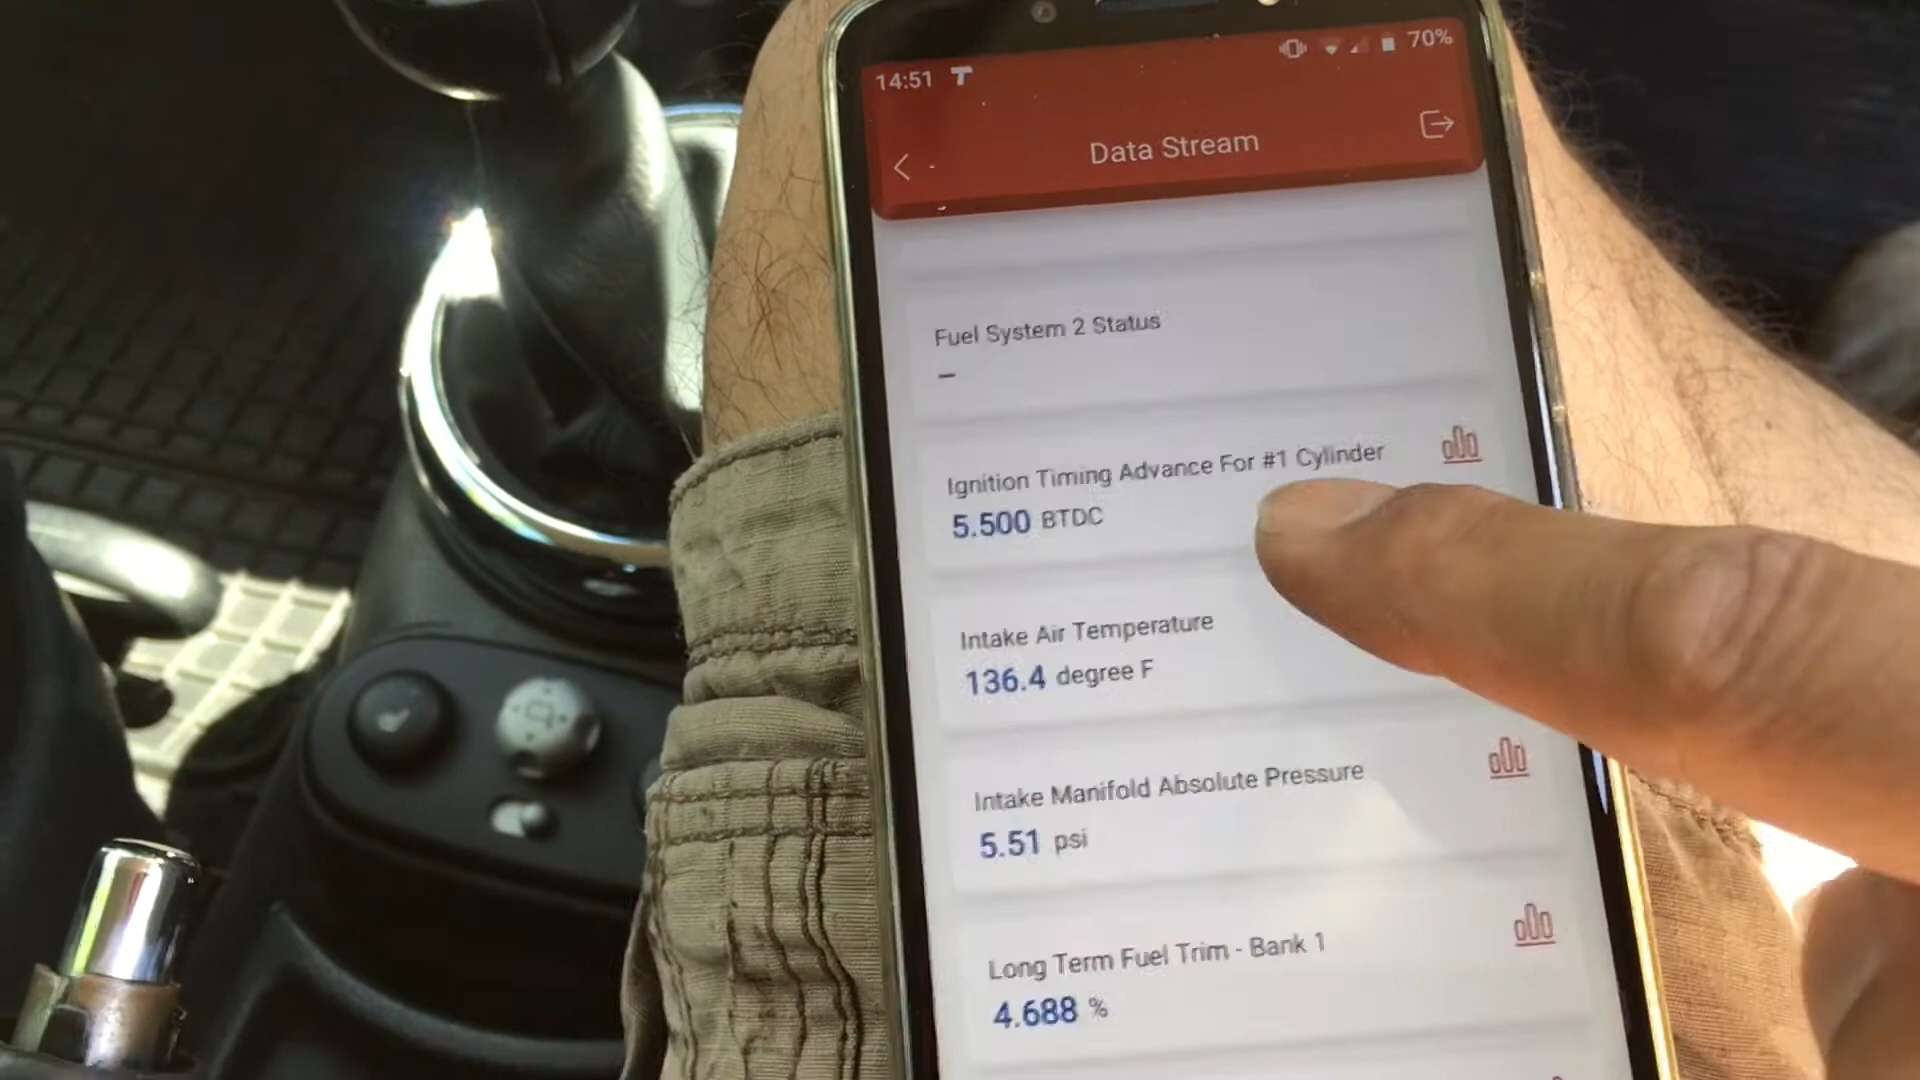 14:51
70%
Data Stream
Fuel System 2 Status
–
Ignition Timing Advance For #1 Cylinder
5.500 BTDC
Intake Air Temperature
136.4 degree F
Intake Manifold Absolute Pressure
5.51 psi
Long Term Fuel Trim - Bank 1
4.688 %